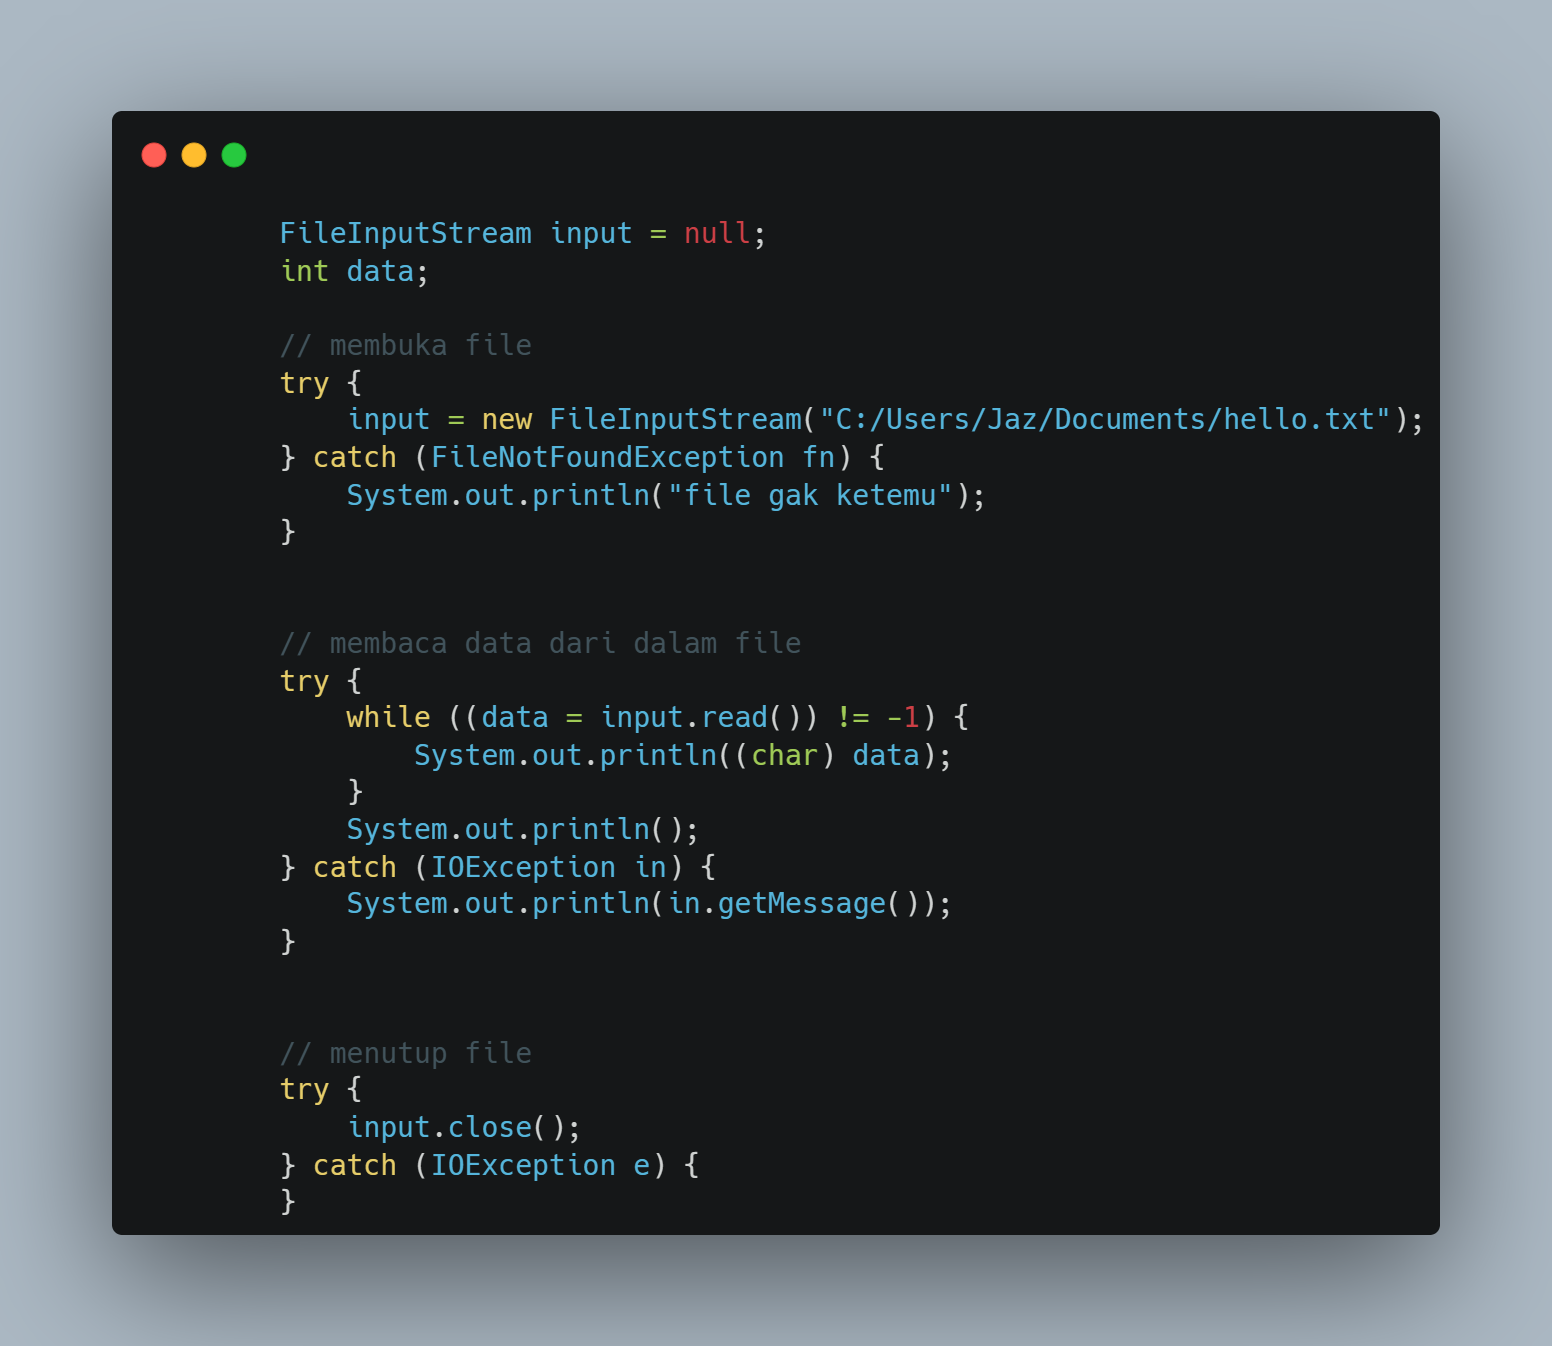 FileInputStream input = null;
int data;
// membuka file
try {
    input = new FileInputStream("C:/Users/Jaz/Documents/hello.txt");
} catch (FileNotFoundException fn) {
    System.out.println("file gak ketemu");
}
// membaca data dari dalam file
try {
    while ((data = input.read()) != -1) {
        System.out.println((char) data);
    }
    System.out.println();
} catch (IOException in) {
    System.out.println(in.getMessage());
}
// menutup file
try {
    input.close();
} catch (IOException e) {
}